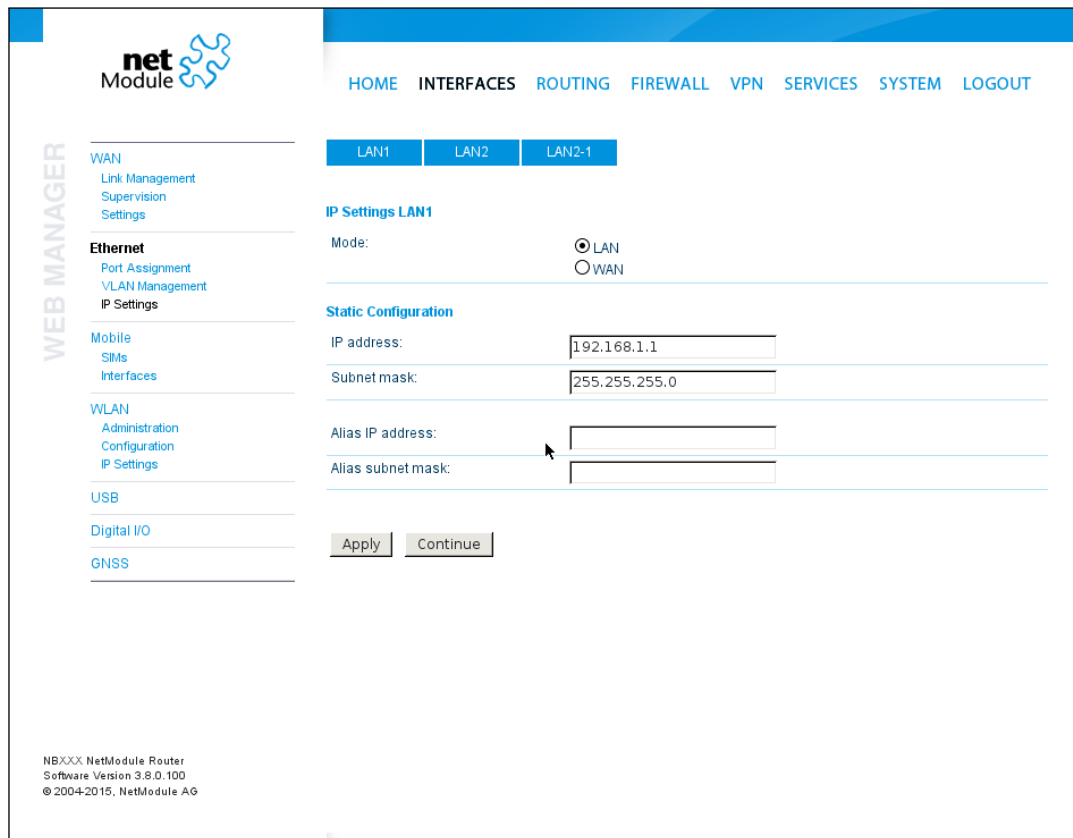 net
Module
HOME INTERFACES ROUTING FIREWALL VPN SERVICES SYSTEM LOGOUT
WEB MANAGER
WAN
Link Management
Supervision
Settings
Ethernet
Port Assignment
VLAN Management
IP Settings
Mobile
SIMs
Interfaces
WLAN
Administration
Configuration
IP Settings
USB
Digital I/O
GNSS
LAN1 LAN2 LAN2-1
IP Settings LAN1
Mode:
LAN
WAN
Static Configuration
IP address: 192.168.1.1
Subnet mask: 255.255.255.0
Alias IP address:
Alias subnet mask:
Apply Continue
NBXXX NetModule Router
Software Version 3.8.0.100
© 2004-2015, NetModule AG